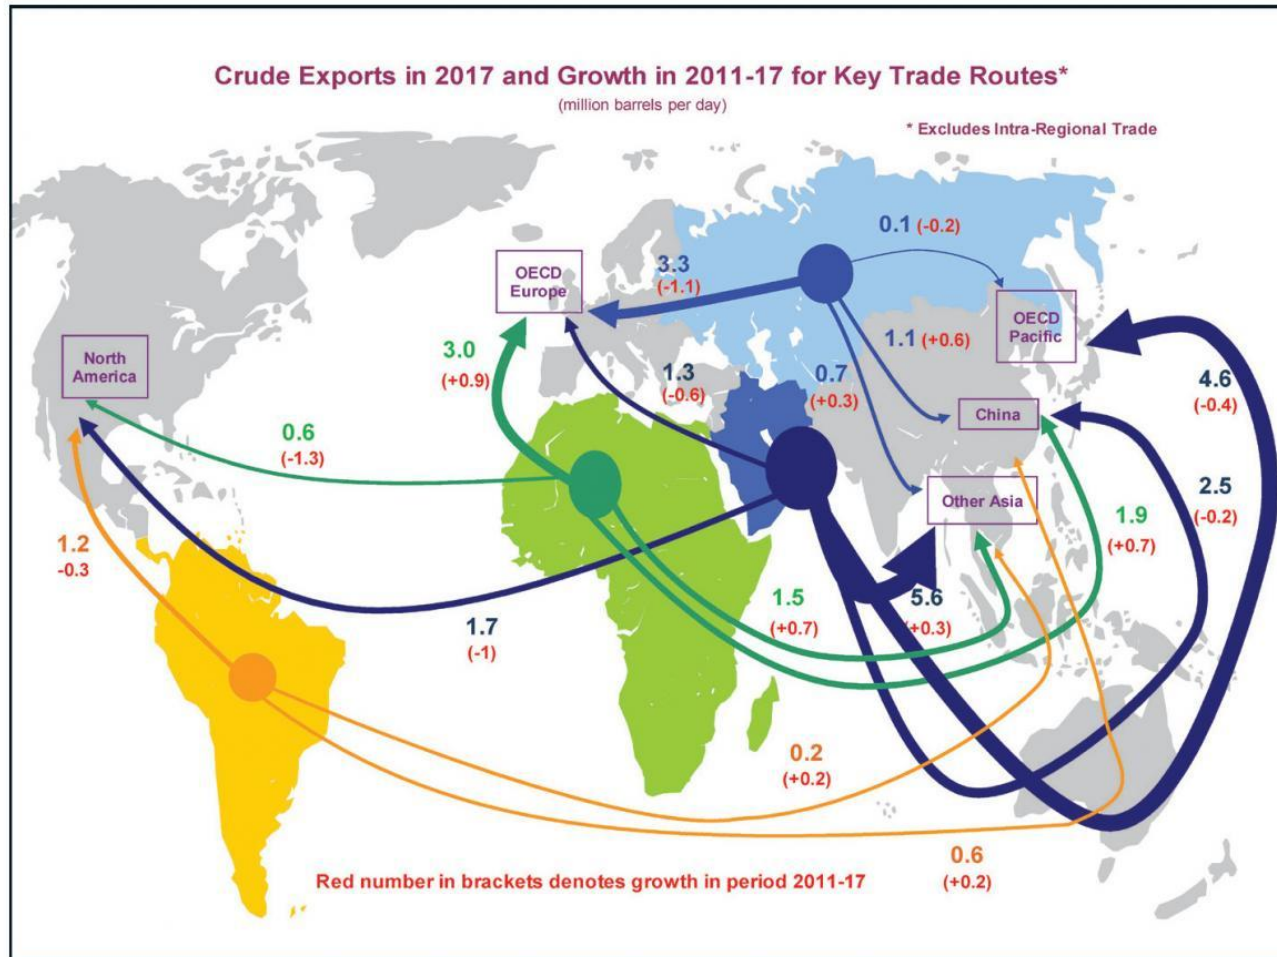 Crude Exports in 2017 and Growth in 2011-17 for Key Trade Routes*
(million barrels per day)
* Excludes Intra-Regional Trade
0.1 (-0.2)
OECD
Europe
3.3
(-1.1)
OECD
Pacific
North
America
3.0
(+0.9)
1.3
(-0.6)
0.7
(+0.3)
1.1 (+0.6)
4.6
(-0.4)
China
0.6
(-1.3)
Other Asia
1.9
(+0.7)
2.5
(-0.2)
1.2
-0.3
1.7
(-1)
1.5
(+0.7)
5.6
(+0.3)
0.2
(+0.2)
0.6
(+0.2)
Red number in brackets denotes growth in period 2011-17